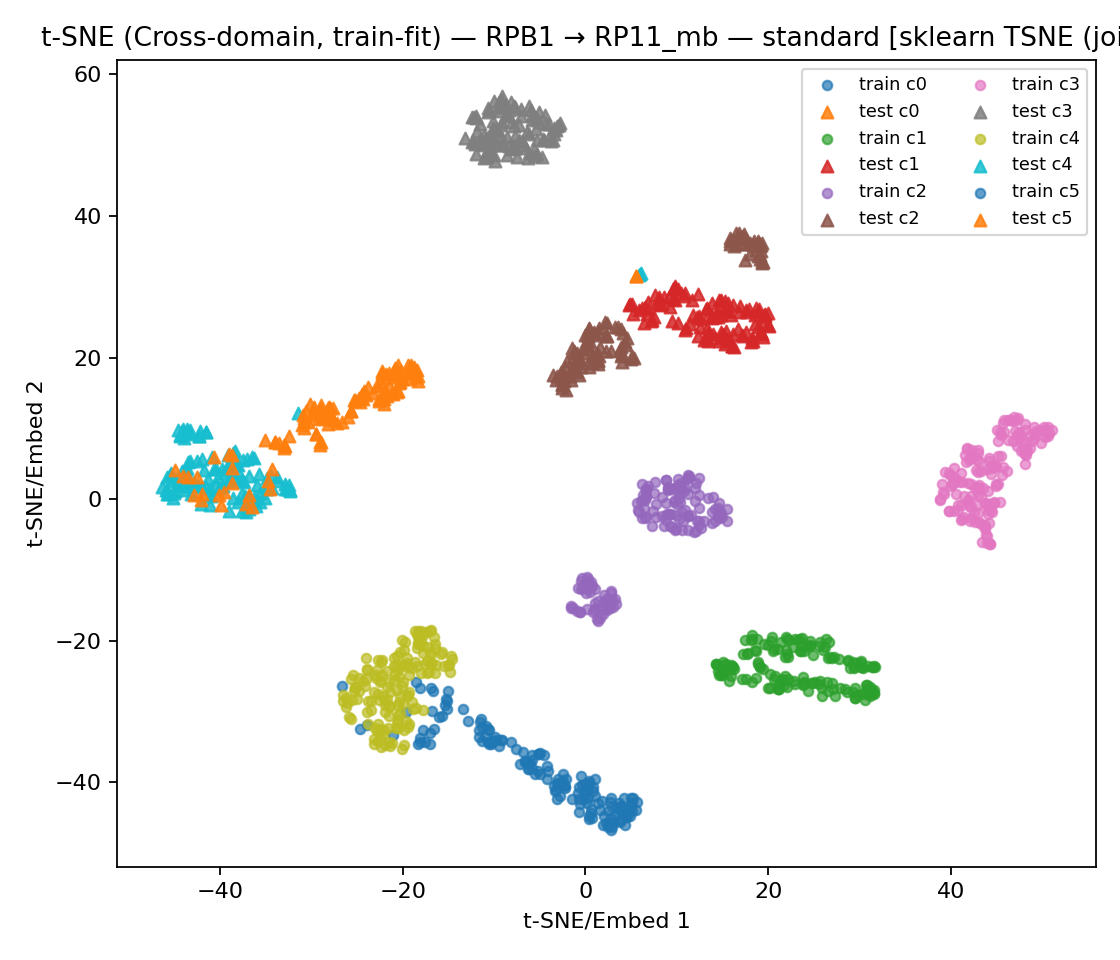 t-SNE (Cross-domain, train-fit) — RPB1 → RP11_mb — standard [sklearn TSNE (joi
train c0
test c0
train c1
test c1
train c2
test c2
train c3
test c3
train c4
test c4
train c5
test c5
60
40
20
0
−20
−40
t-SNE/Embed 2
−40
−20
0
20
40
t-SNE/Embed 1